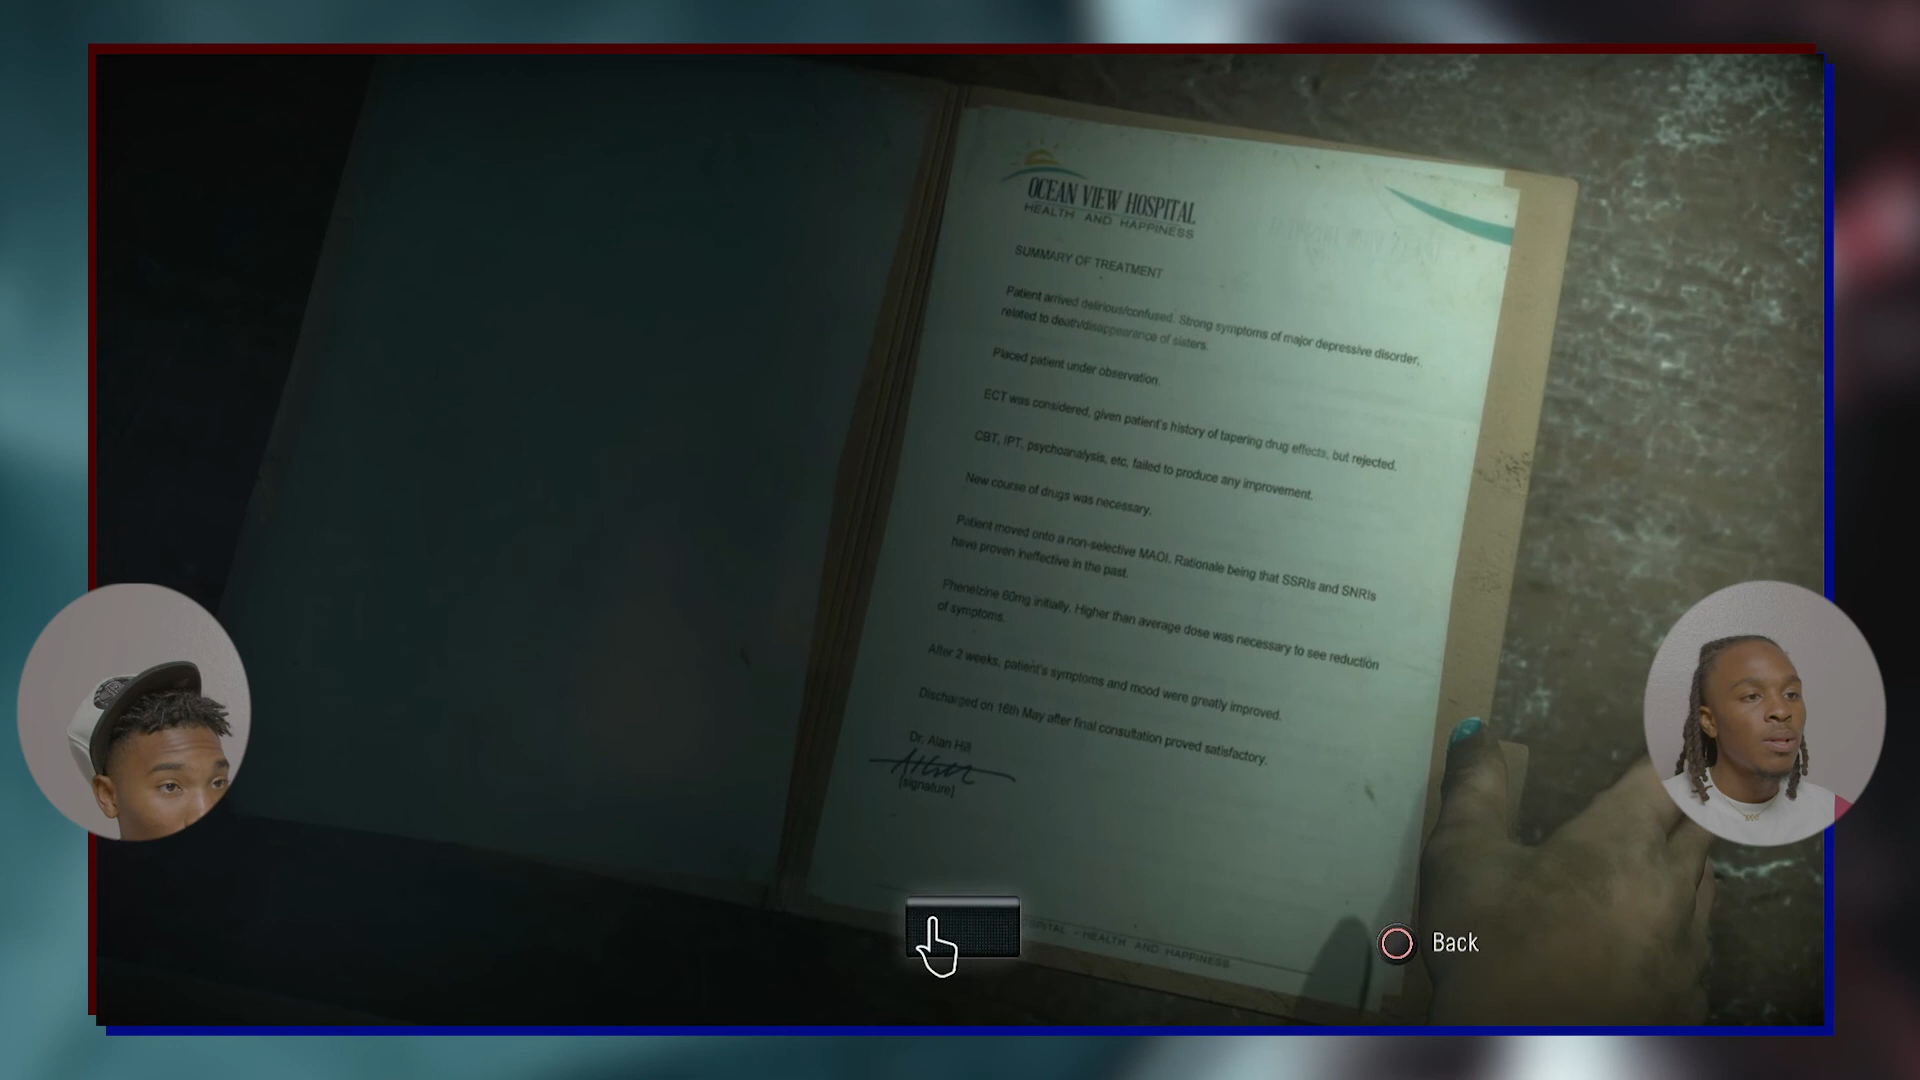 OCEAN VIEW HOSPITAL
HEALTH AND HAPPINESS
SUMMARY OF TREATMENT
Patient arrived delirious/confused. Strong symptoms of major depressive disorder,
related to death/disappearance of sisters.
Placed patient under observation.
ECT was considered, given patient's history of tapering drug effects, but rejected.
CBT, IPT, psychoanalysis, etc, failed to produce any improvement.
New course of drugs was necessary.
Patient moved onto a non-selective MAOI. Rationale being that SSRIs and SNRIs
have proven ineffective in the past.
Phenelzine 60mg initially. Higher than average dose was necessary to see reduction
of symptoms.
After 2 weeks, patient's symptoms and mood were greatly improved.
Discharged on 16th May after final consultation proved satisfactory.
Dr. Alan Hill
AHill
[signature]
HEALTH AND HAPPINESS
Back